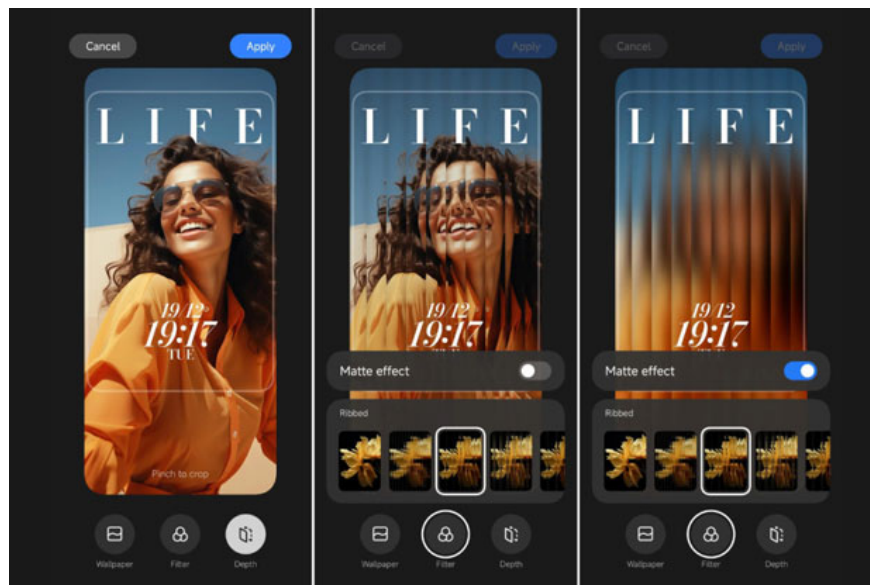 Cancel
Apply
LIFE
19/12
19:17
TUE
Pinch to crop
Wallpaper
Filter
Depth
Cancel
Apply
LIFE
19/12
19:17
Matte effect
Ribbed
Wallpaper
Filter
Depth
Cancel
Apply
LIFE
19/12
19:17
Matte effect
Ribbed
Wallpaper
Filter
Depth